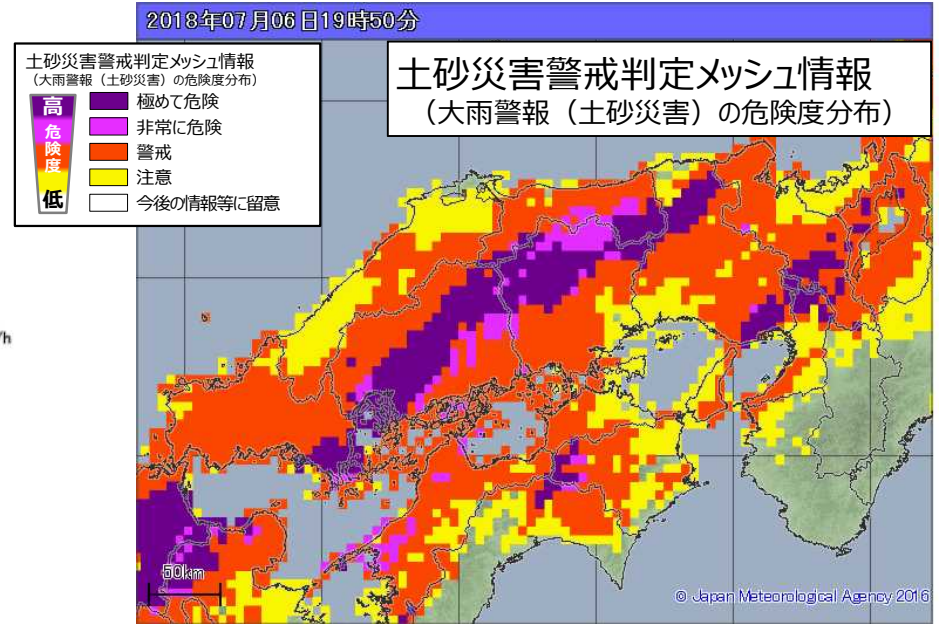 2018年07月06日19時50分
土砂災害警戒判定メッシュ情報
（大雨警報（土砂災害）の危険度分布）
土砂災害警戒判定メッシュ情報
（大雨警報（土砂災害）の危険度分布）
高
危険度
低
極めて危険
非常に危険
警戒
注意
今後の情報等に留意
/h
50km
© Japan Meteorological Agency 2016